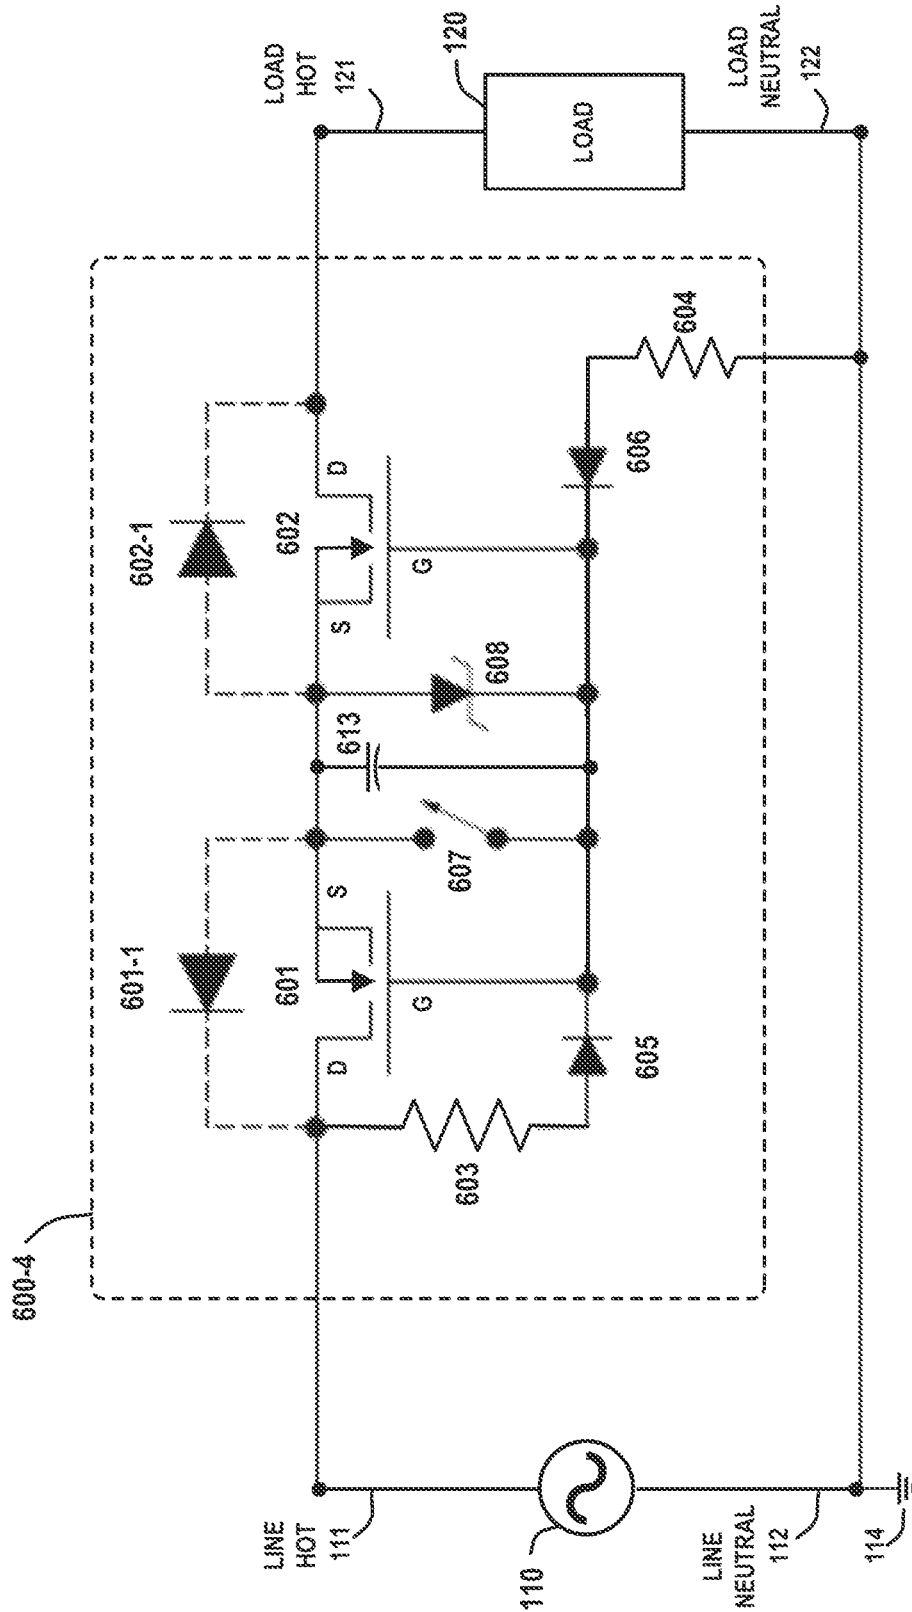 600-4
601-1
602-1
LINE
HOT
111
D
601
S
G
603
605
607
613
608
S
602
D
G
606
604
LOAD
HOT
121
120
LOAD
LOAD
NEUTRAL
122
110
LINE
NEUTRAL
112
114